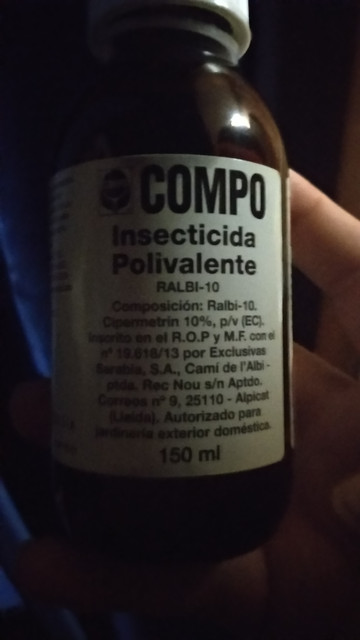 COMPO
Insecticida
Polivalente
RALBI-10
Composición: Ralbi-10.
Cipermetrin 10%, p/v (EC).
Inscrito en el R.O.P y M.F. con el
nº 19.616/13 por Exclusivas
Sarabia, S.A., Camí de l'Albi -
ptda. Rec Nou s/n Aptdo.
Correos nº 9, 25110 - Alpicat
(Lleida). Autorizado para
jardinería exterior doméstica.
150 ml